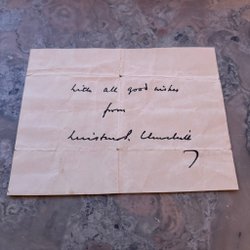 With all good wishes
from
Winston S. Churchill